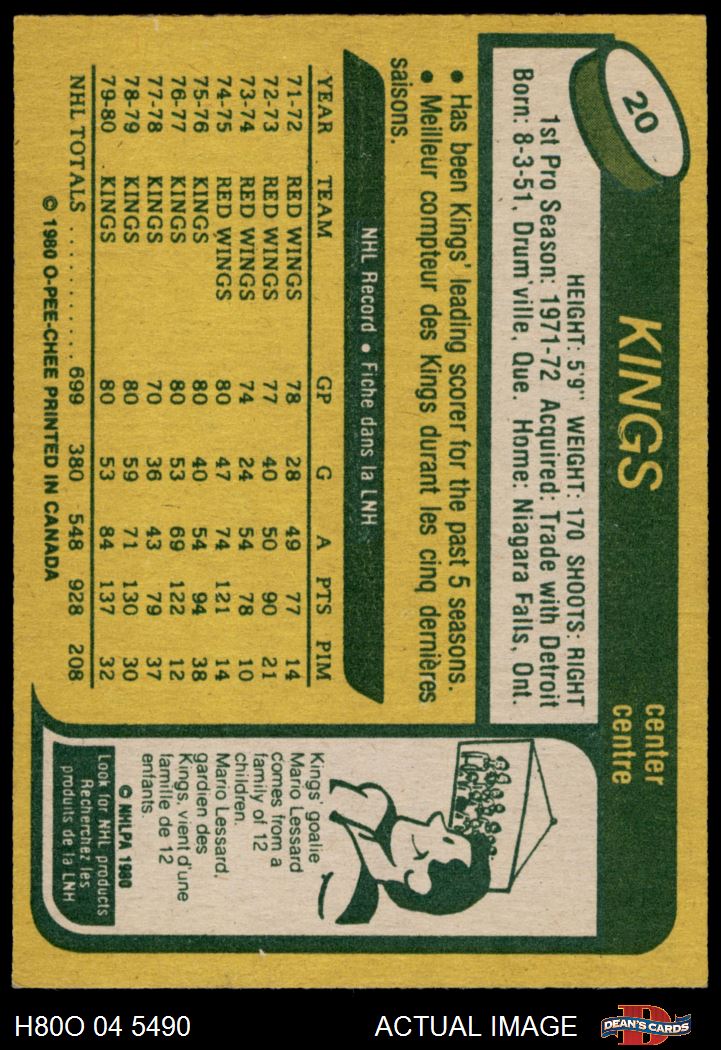 20
KINGS
center
centre
HEIGHT: 5'9" WEIGHT: 170 SHOOTS: RIGHT
1st Pro Season: 1971-72 Acquired: Trade with Detroit
Born: 8-3-51, Drum'ville, Que. Home: Niagara Falls, Ont.
• Has been Kings' leading scorer for the past 5 seasons.
• Meilleur compteur des Kings durant les cinq dernières
saisons.
NHL Record • Fiche dans la LNH
YEAR TEAM GP G A PTS PIM
71-72 RED WINGS 78 28 49 77 14
72-73 RED WINGS 77 40 50 90 21
73-74 RED WINGS 74 24 54 78 10
74-75 RED WINGS 80 47 74 121 14
75-76 KINGS 80 40 54 94 38
76-77 KINGS 80 53 69 122 12
77-78 KINGS 70 36 43 79 37
78-79 KINGS 80 59 71 130 30
79-80 KINGS 80 53 84 137 32
NHL TOTALS . . . . . . . . . . . 699 380 548 928 208
© 1980 O-PEE-CHEE PRINTED IN CANADA
Kings' goalie
Mario Lessard
comes from a
family of 12
children.
Mario Lessard,
gardien des
Kings, vient d'une
famille de 12
enfants.
© NHLPA 1980
Look for NHL products
Recherchez les
produits de la LNH
H80O 04 5490
ACTUAL IMAGE
D
DEAN'S CARDS